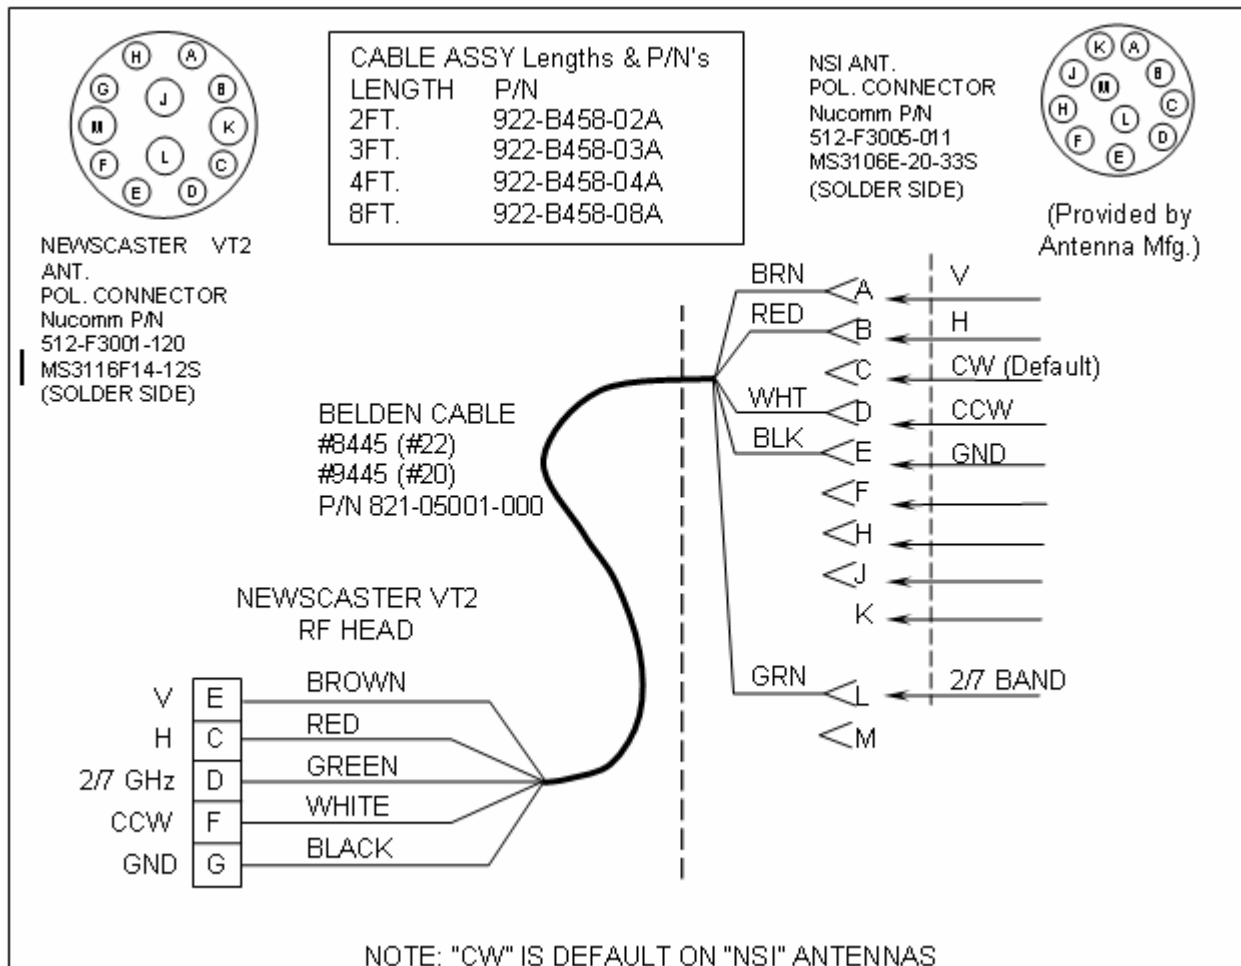 H A
G J B
M K
F L C
E D
NEWSCASTER VT2
ANT.
POL. CONNECTOR
Nucomm P/N
512-F3001-120
MS3116F14-12S
(SOLDER SIDE)
CABLE ASSY Lengths & P/N's
LENGTH P/N
2FT. 922-B458-02A
3FT. 922-B458-03A
4FT. 922-B458-04A
8FT. 922-B458-08A
NSI ANT.
POL. CONNECTOR
Nucomm P/N
512-F3005-011
MS3106E-20-33S
(SOLDER SIDE)
K A
J M B
H L C
F D
E
(Provided by
Antenna Mfg.)
BRN A V
RED B H
C CW (Default)
WHT D CCW
BLK E GND
F
H
J
K
GRN L 2/7 BAND
M
BELDEN CABLE
#8445 (#22)
#9445 (#20)
P/N 821-05001-000
NEWSCASTER VT2
RF HEAD
V E BROWN
H C RED
2/7 GHz D GREEN
CCW F WHITE
GND G BLACK
NOTE: "CW" IS DEFAULT ON "NSI" ANTENNAS